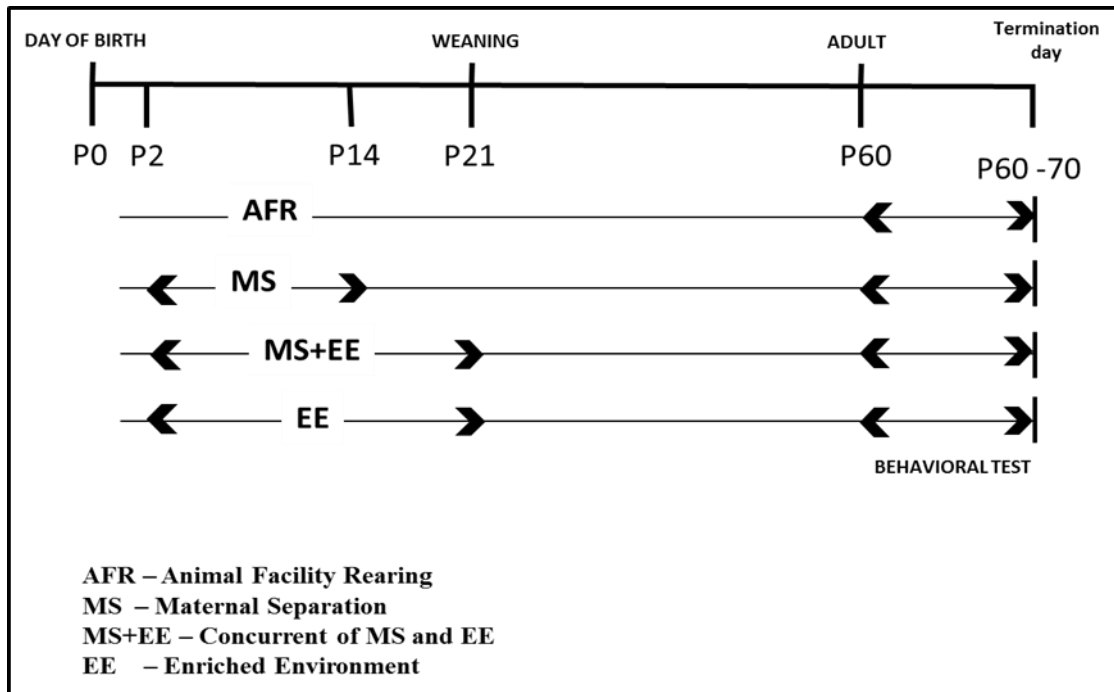 DAY OF BIRTH
WEANING
ADULT
Termination
day
P0
P2
P14
P21
P60
P60 -70
AFR
MS
MS+EE
EE
BEHAVIORAL TEST
AFR – Animal Facility Rearing
MS – Maternal Separation
MS+EE – Concurrent of MS and EE
EE – Enriched Environment